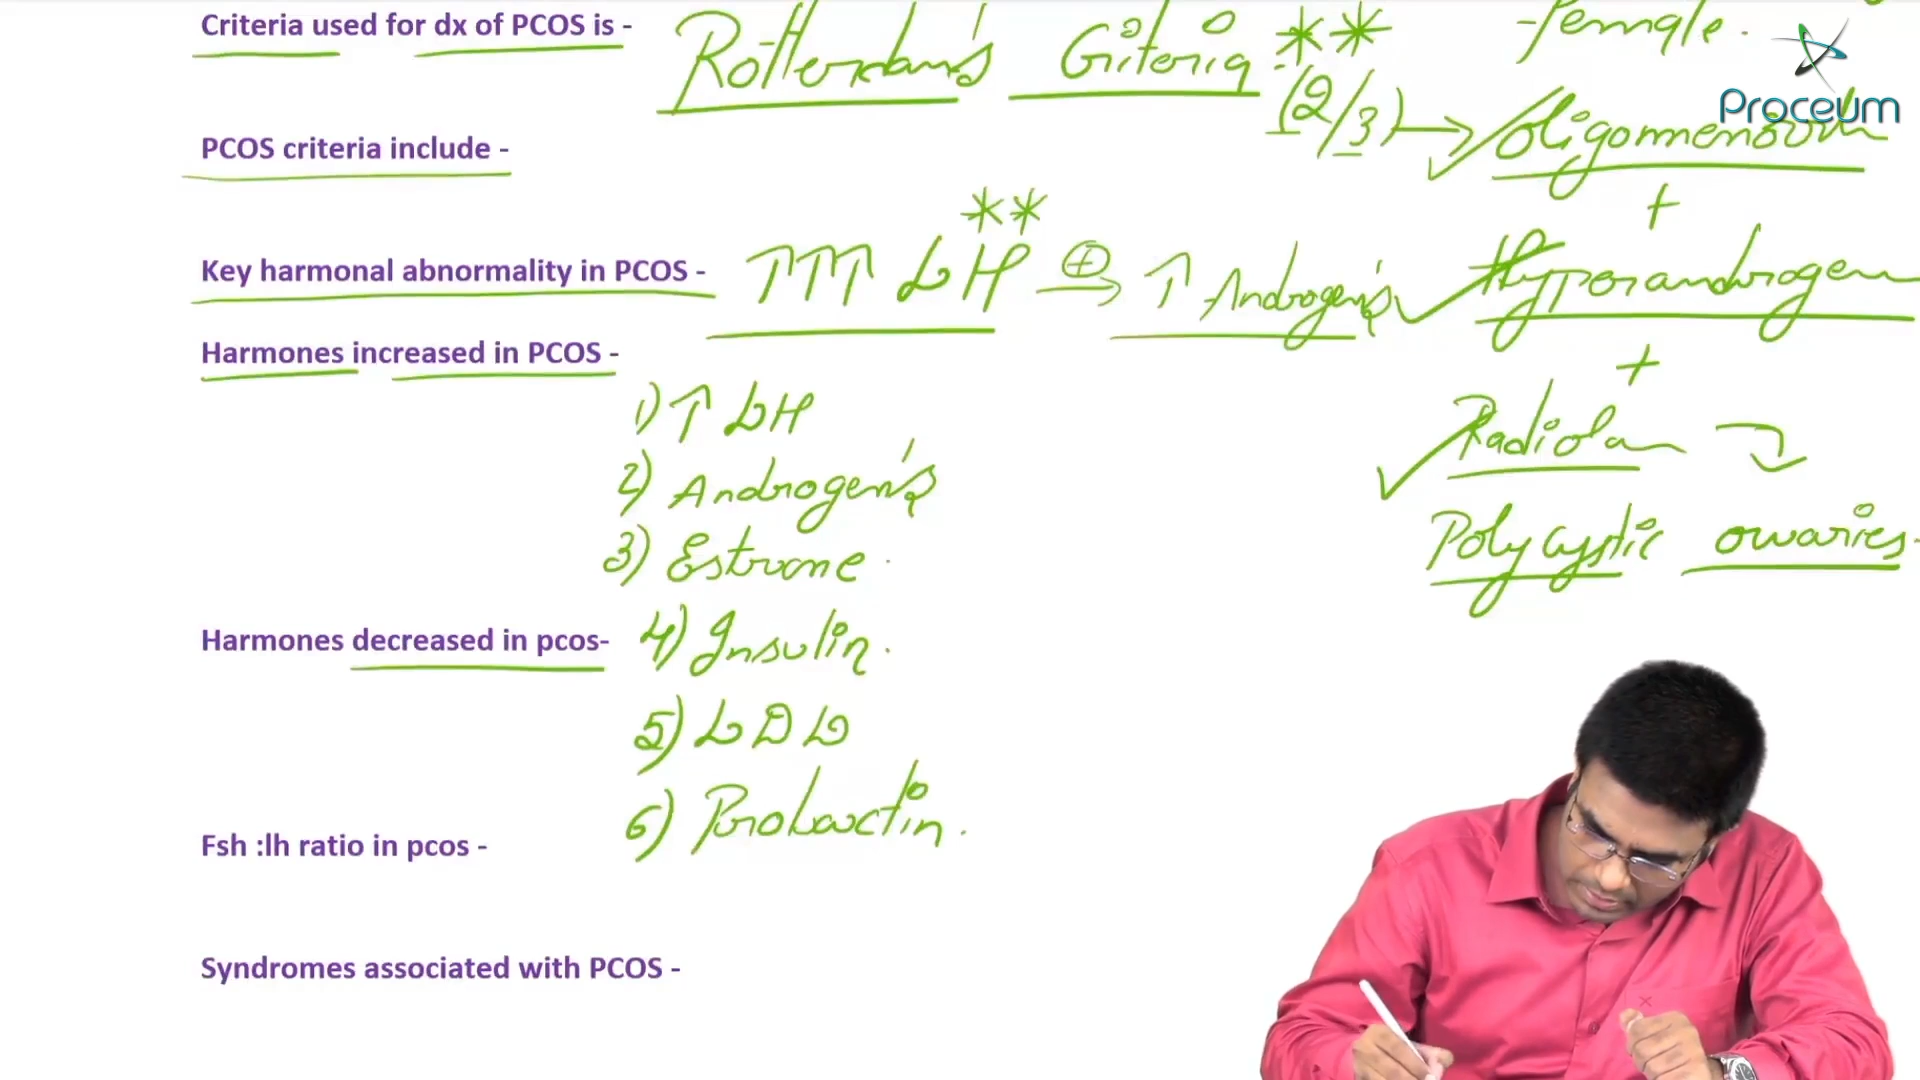 Criteria used for dx of PCOS is - Rotterdam's Criteria **
-female.
Proceum
(2/3) → oligomenorrh
PCOS criteria include -
+
**
Key harmonal abnormality in PCOS - ↑↑↑ LH ⊕→ ↑ Androgen's
Hyperandrogen
Harmones increased in PCOS -
+
1) ↑ LH
Polycystic ovaries
2) Androgen's
3) Estrone.
Harmones decreased in pcos-
4) Insulin.
5) LDL
6) Prolactin.
Fsh :lh ratio in pcos -
Syndromes associated with PCOS -